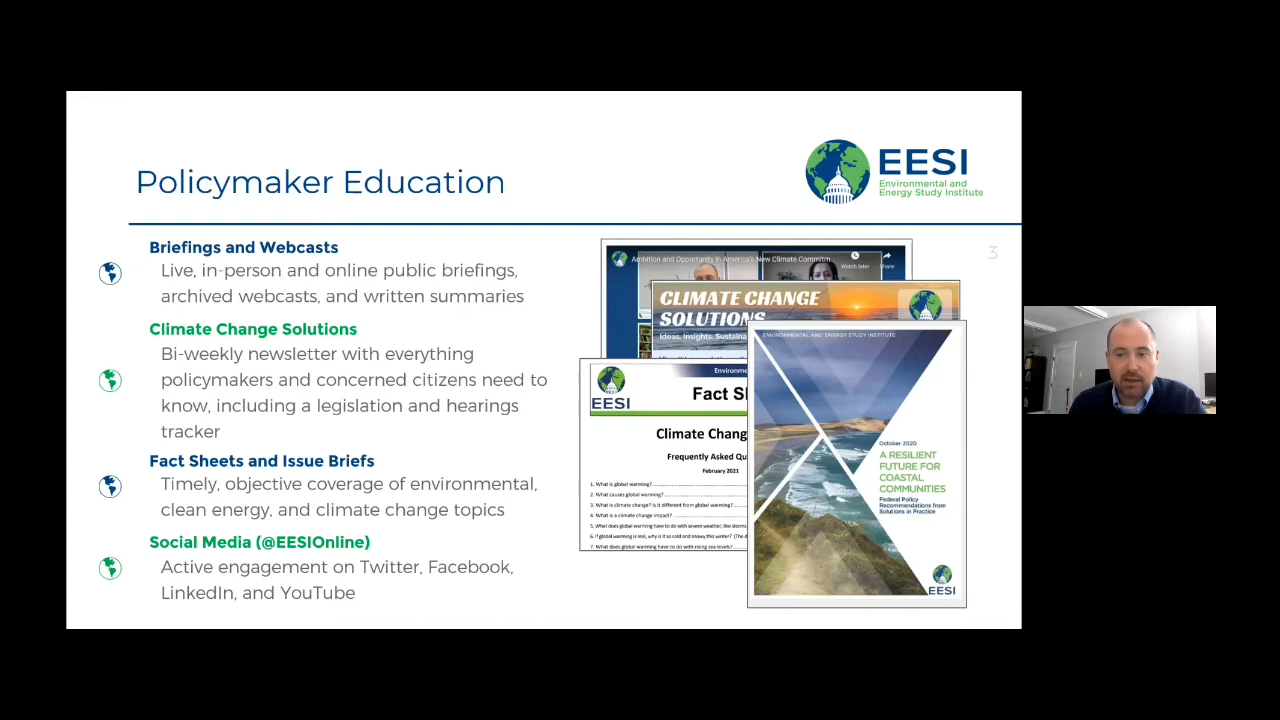 Policymaker Education
EESI
Environmental and
Energy Study Institute
3
Briefings and Webcasts
Live, in-person and online public briefings,
archived webcasts, and written summaries
Climate Change Solutions
Bi-weekly newsletter with everything
policymakers and concerned citizens need to
know, including a legislation and hearings
tracker
Fact Sheets and Issue Briefs
Timely, objective coverage of environmental,
clean energy, and climate change topics
Social Media (@EESIOnline)
Active engagement on Twitter, Facebook,
LinkedIn, and YouTube
Ambition and Opportunity in America's New Climate Commitm...
Watch later
Share
CLIMATE CHANGE
SOLUTIONS
Ideas. Insights. Sustaina
EESI
Environme
Fact S
Climate Chang
Frequently Asked Qu
February 2021
1. What is global warming?
2. What causes global warming?
3. What is climate change? Is it different from global warming?
4. What is a climate change impact?
5. What does global warming have to do with severe weather, like storms
6. If global warming is real, why is it so cold and snowy this winter? (The d
7. What does global warming have to do with rising sea levels?
ENVIRONMENTAL AND ENERGY STUDY INSTITUTE
October 2020
A RESILIENT
FUTURE FOR
COASTAL
COMMUNITIES
Federal Policy
Recommendations from
Solutions in Practice
EESI